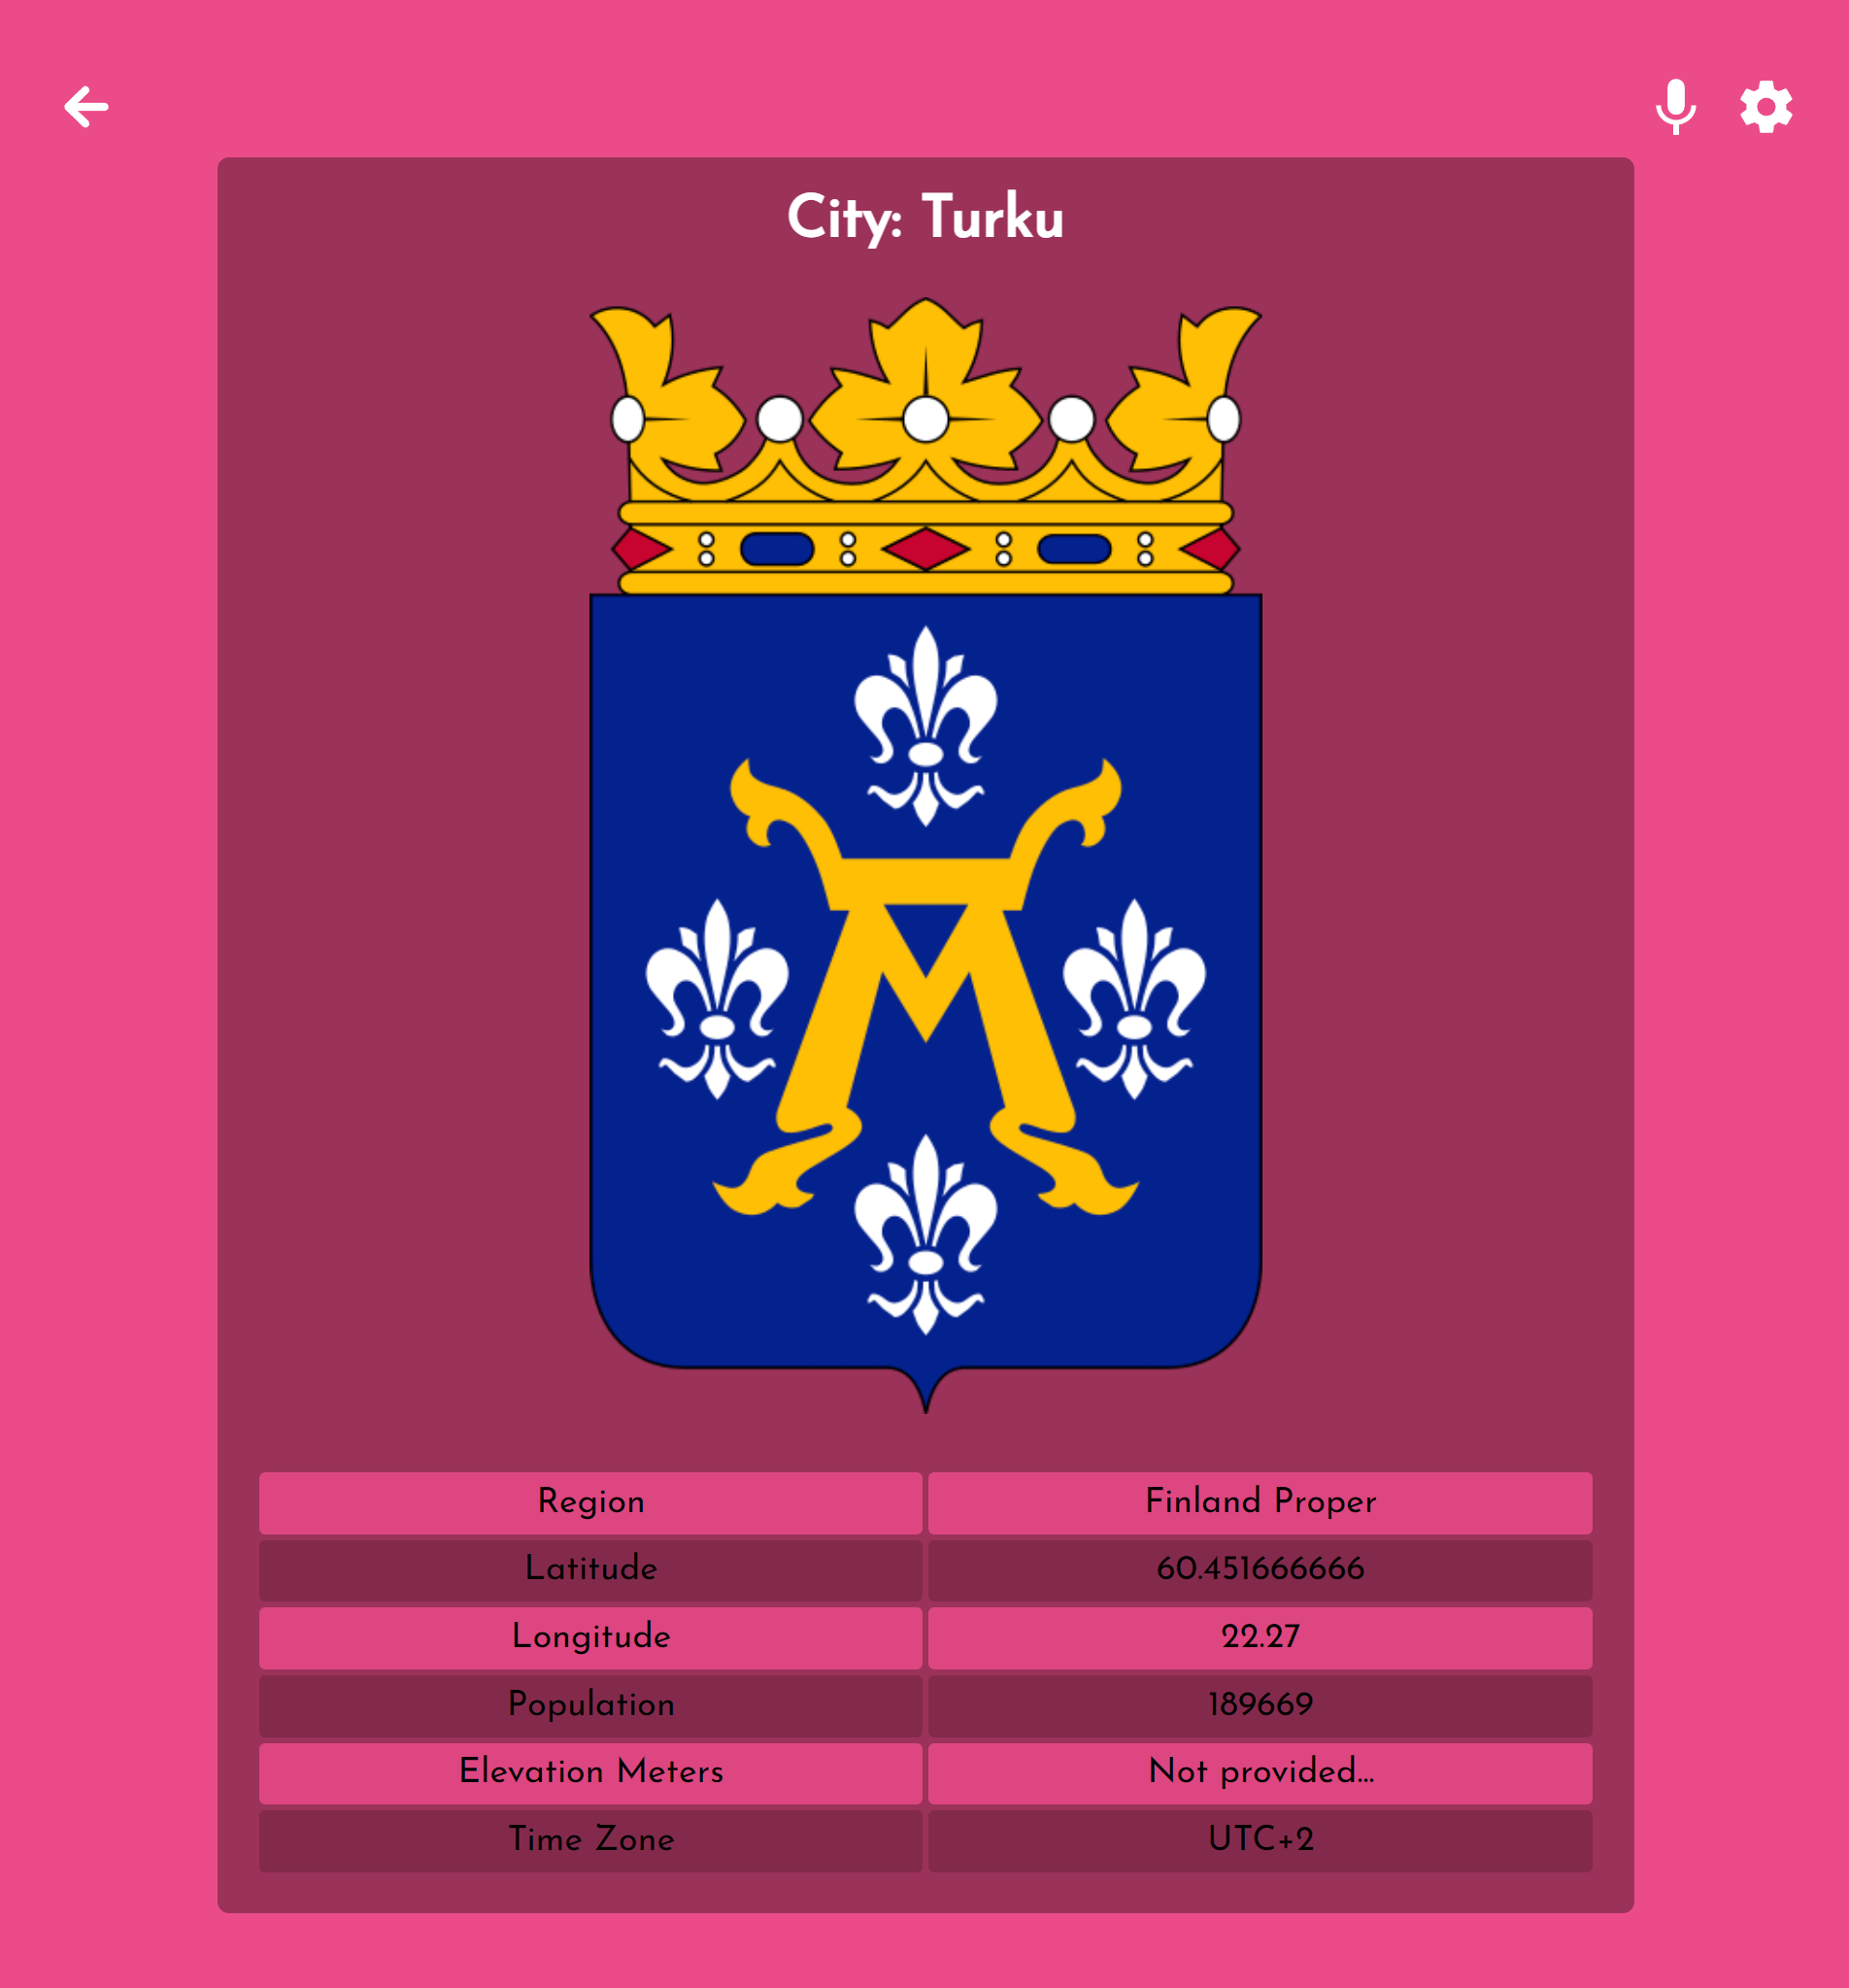 City: Turku
Region Finland Proper
Latitude 60.451666666
Longitude 22.27
Population 189669
Elevation Meters Not provided...
Time Zone UTC+2